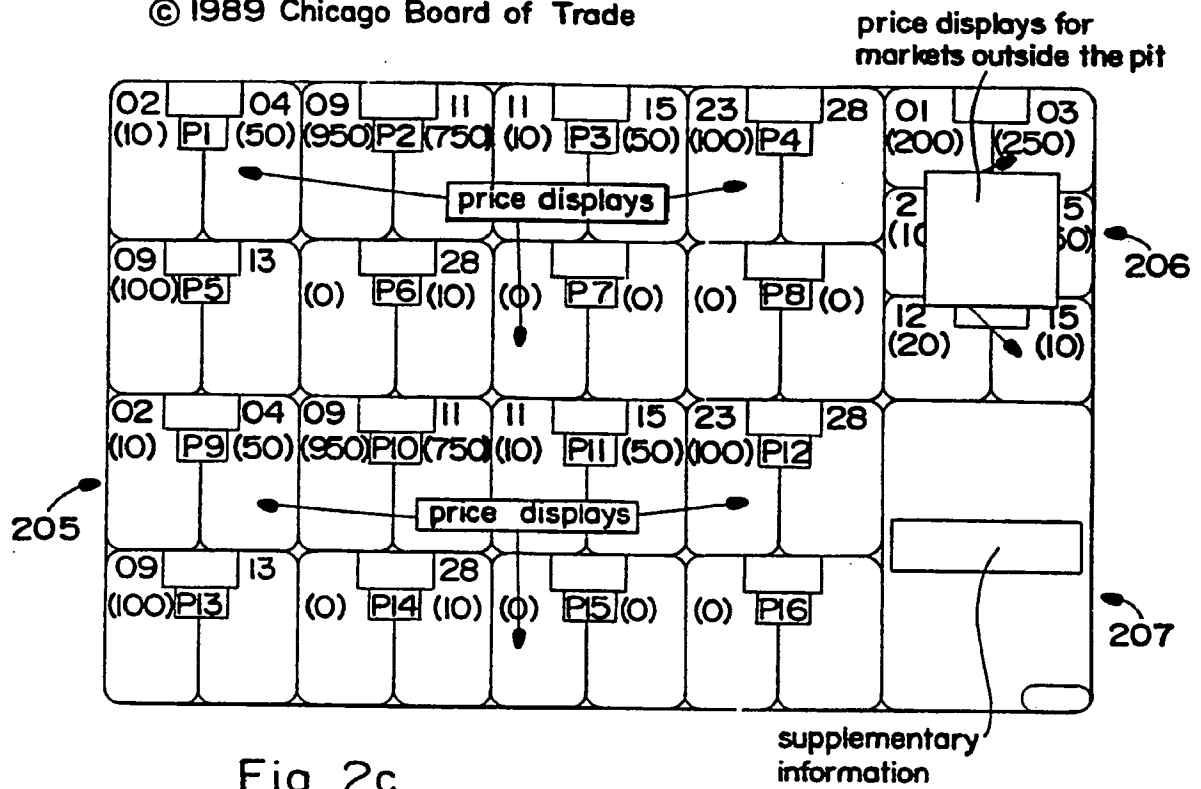 © 1989 Chicago Board of Trade
price displays for
markets outside the pit
02 04 09 11 11 15 23 28 01 03
(10) P1 (50) (950) P2 (750) (10) P3 (50) (100) P4 (200) (250)
price displays
2 5
(10 50)
206
09 13 28
(100) P5 (0) P6 (10) (0) P7 (0) (0) P8 (0)
12 15
(20) (10)
02 04 09 11 11 15 23 28
(10) P9 (50) (950) P10 (750) (10) P11 (50) (100) P12
205
price displays
09 13 28
(100) P13 (0) P14 (10) (0) P15 (0) (0) P16
207
supplementary
information
Fig 2c